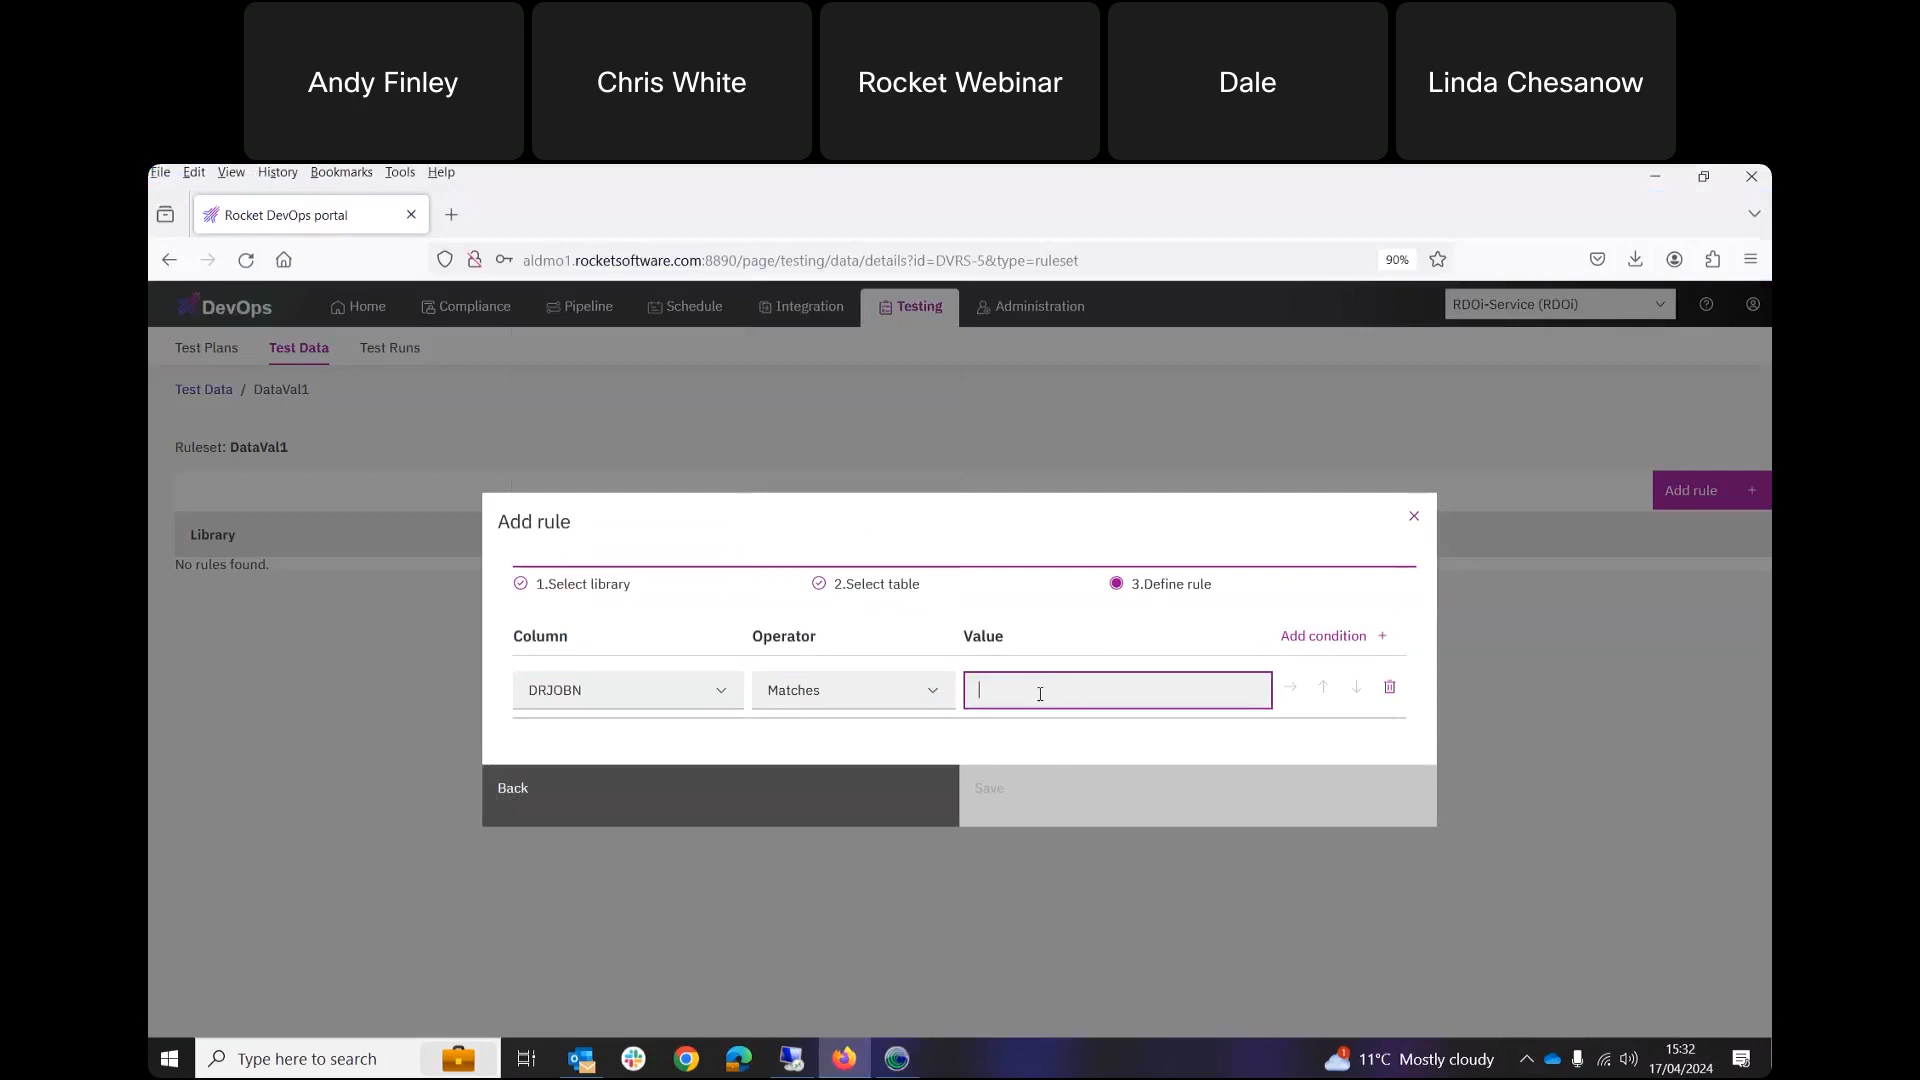 Andy Finley
Chris White
Rocket Webinar
Dale
Linda Chesanow
File Edit View History Bookmarks Tools Help
Rocket DevOps portal
aldmo1.rocketsoftware.com:8890/page/testing/data/details?id=DVRS-5&type=ruleset
90%
DevOps
Home
Compliance
Pipeline
Schedule
Integration
Testing
Administration
RDOi-Service (RDOi)
Test Plans
Test Data
Test Runs
Test Data / DataVal1
Ruleset: DataVal1
Add rule +
Library
No rules found.
Add rule
1.Select library
2.Select table
3.Define rule
Column
Operator
Value
Add condition +
DRJOBN
Matches
Back
Save
Type here to search
1
11°C Mostly cloudy
15:32
17/04/2024